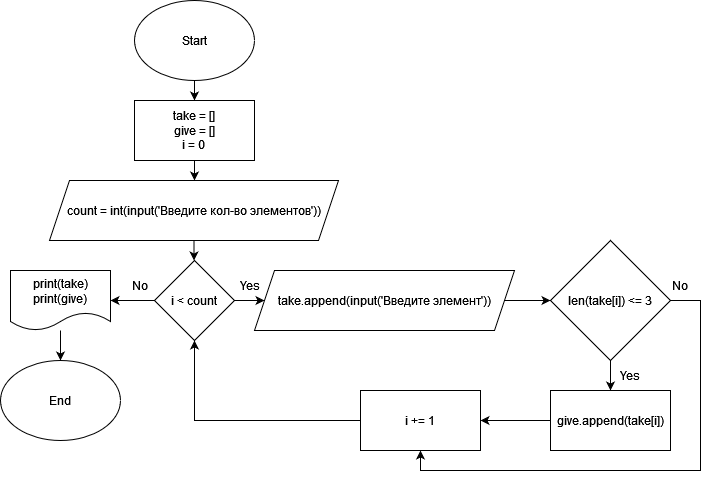 Start
take = []
give = []
i = 0
count = int(input('Введите кол-во элементов'))
No
i < count
Yes
print(take)
print(give)
take.append(input('Введите элемент'))
len(take[i]) <= 3
No
Yes
End
i += 1
give.append(take[i])